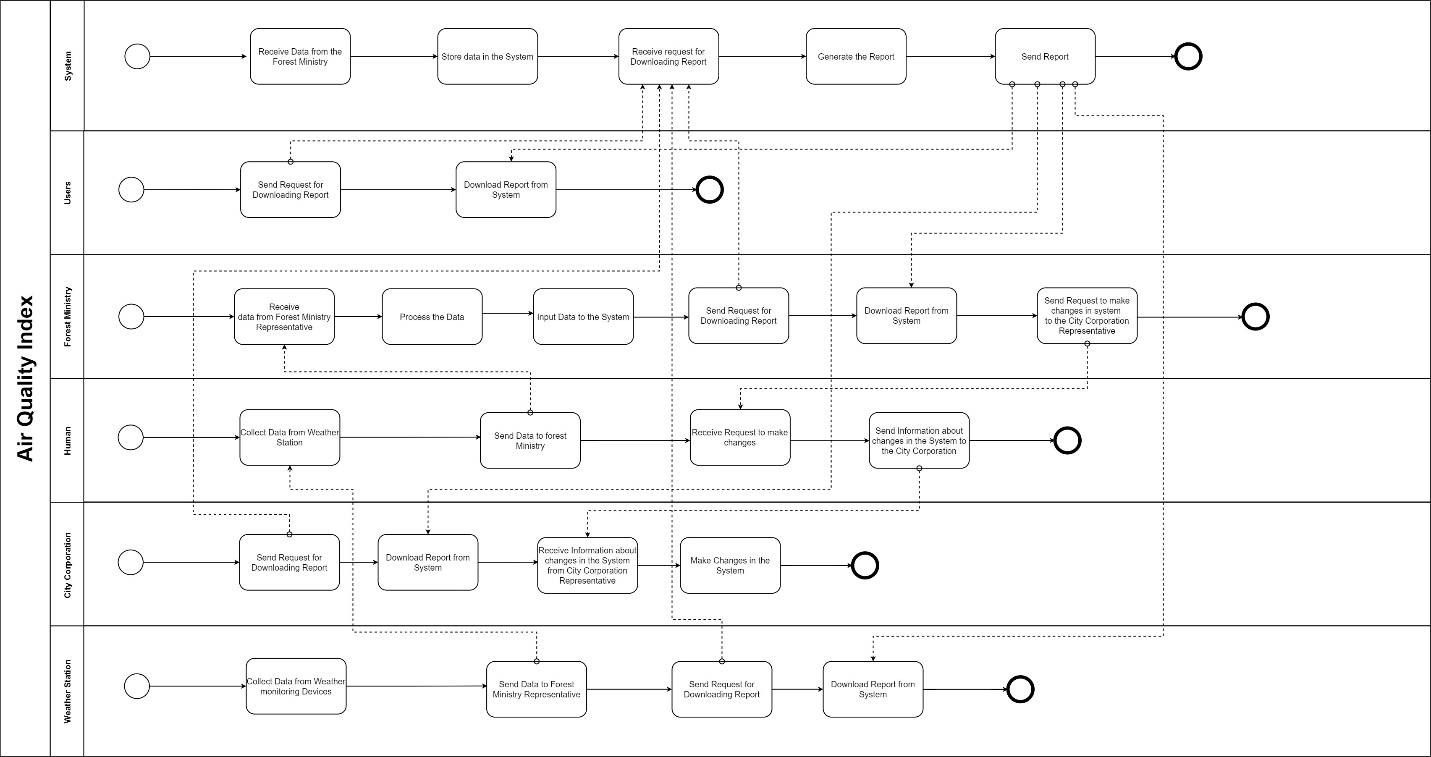 Air Quality Index
System
Receive Data from the
Forest Ministry
Store data in the System
Receive request for
Downloading Report
Generate the Report
Send Report
Users
Send Request for
Downloading Report
Download Report from
System
Forest Ministry
Receive
data from Forest Ministry
Representative
Process the Data
Input Data to the System
Send Request for
Downloading Report
Download Report from
System
Send Request to make
changes in system
to the City Corporation
Representative
Human
Collect Data from Weather
Station
Send Data to forest
Ministry
Receive Request to make
changes
Send Information about
changes in the System to
the City Corporation
City Corporation
Send Request for
Downloading Report
Download Report from
System
Receive Information about
changes in the System
from City Corporation
Representative
Make Changes in the
System
Weather Station
Collect Data from Weather
monitoring Devices
Send Data to Forest
Ministry Representative
Send Request for
Downloading Report
Download Report from
System